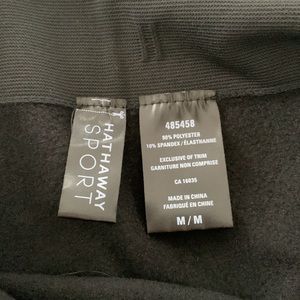 HATHAWAY
SPORT
485458
90% POLYESTER
10% SPANDEX / ÉLASTHANNE
EXCLUSIVE OF TRIM
GARNITURE NON COMPRISE
CA 16035
MADE IN CHINA
FABRIQUÉ EN CHINE
M / M